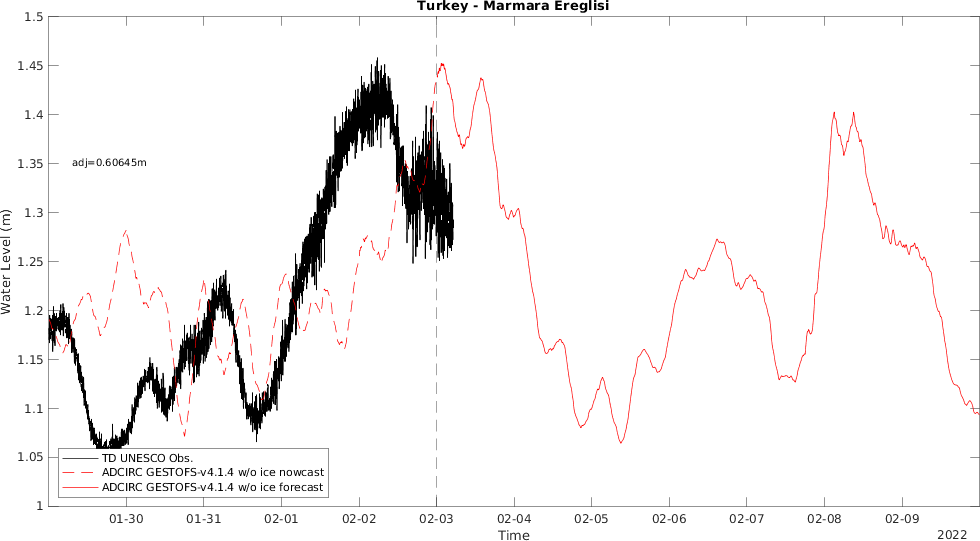 Turkey - Marmara Ereglisi
1.5
1.45
1.4
1.35
1.3
1.25
1.2
1.15
1.1
1.05
1
Water Level (m)
adj=0.60645m
TD UNESCO Obs.
ADCIRC GESTOFS-v4.1.4 w/o ice nowcast
ADCIRC GESTOFS-v4.1.4 w/o ice forecast
01-30 01-31 02-01 02-02 02-03 02-04 02-05 02-06 02-07 02-08 02-09
Time
2022